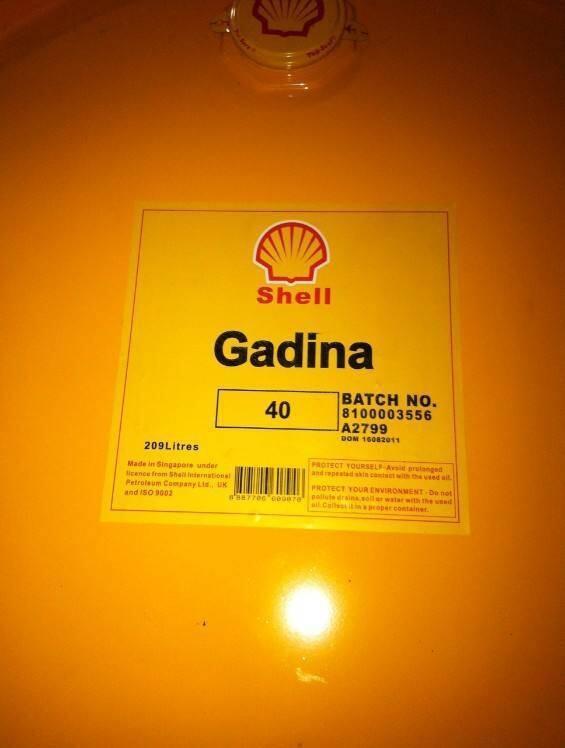 Shell
Gadina
40
BATCH NO.
8100003556
A2799
DOM 16082011
209Litres
Made in Singapore under
licence from Shell International
Petroleum Company Ltd., UK
and ISO 9002
PROTECT YOURSELF-Avoid prolonged
and repeated skin contact with the used oil.
PROTECT YOUR ENVIRONMENT - Do not
pollute drains, soil or water with the used
oil. Collect it in a proper container.